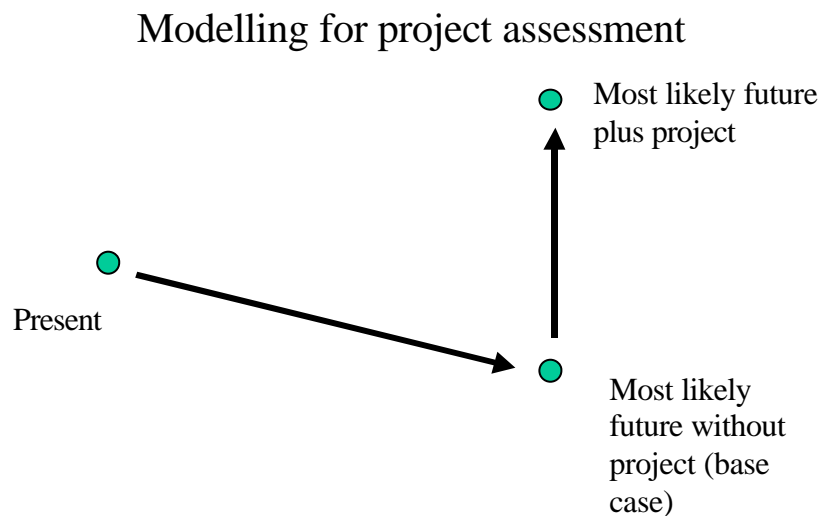 Modelling for project assessment
Most likely future
plus project
Present
Most likely
future without
project (base
case)